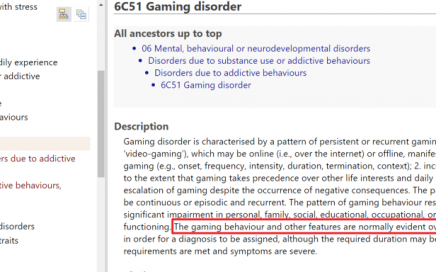 with stress
dily experience
or addictive
e
aviours
rs due to addictive
ctive behaviours,
disorders
traits
6C51 Gaming disorder
All ancestors up to top
06 Mental, behavioural or neurodevelopmental disorders
Disorders due to substance use or addictive behaviours
Disorders due to addictive behaviours
6C51 Gaming disorder
Description
Gaming disorder is characterised by a pattern of persistent or recurrent gaming
'video-gaming'), which may be online (i.e., over the internet) or offline, manifes
gaming (e.g., onset, frequency, intensity, duration, termination, context); 2. inc
to the extent that gaming takes precedence over other life interests and daily
escalation of gaming despite the occurrence of negative consequences. The pa
be continuous or episodic and recurrent. The pattern of gaming behaviour res
significant impairment in personal, family, social, educational, occupational, or
functioning. The gaming behaviour and other features are normally evident ov
in order for a diagnosis to be assigned, although the required duration may be
requirements are met and symptoms are severe.